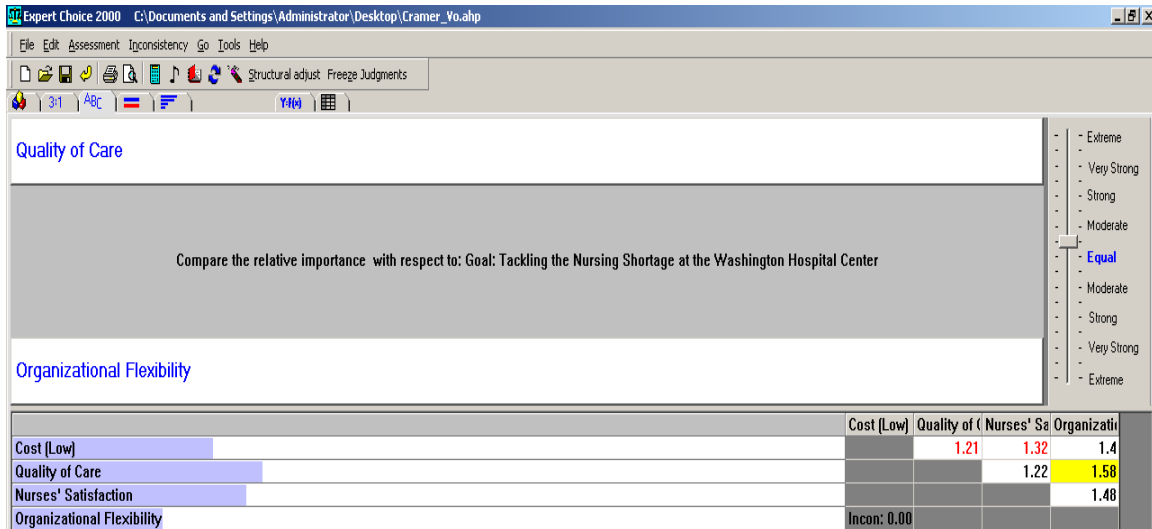 Expert Choice 2000 C:\Documents and Settings\Administrator\Desktop\Cramer_Vo.ahp
File Edit Assessment Inconsistency Go Tools Help
Structural adjust Freeze Judgments
3:1 ABC Y:f(x)
Quality of Care
Compare the relative importance with respect to: Goal: Tackling the Nursing Shortage at the Washington Hospital Center
Organizational Flexibility
Extreme
Very Strong
Strong
Moderate
Equal
Moderate
Strong
Very Strong
Extreme
Cost (Low) Quality of ( Nurses' Sa Organizati
Cost (Low) 1.21 1.32 1.4
Quality of Care 1.22 1.58
Nurses' Satisfaction 1.48
Organizational Flexibility Incon: 0.00